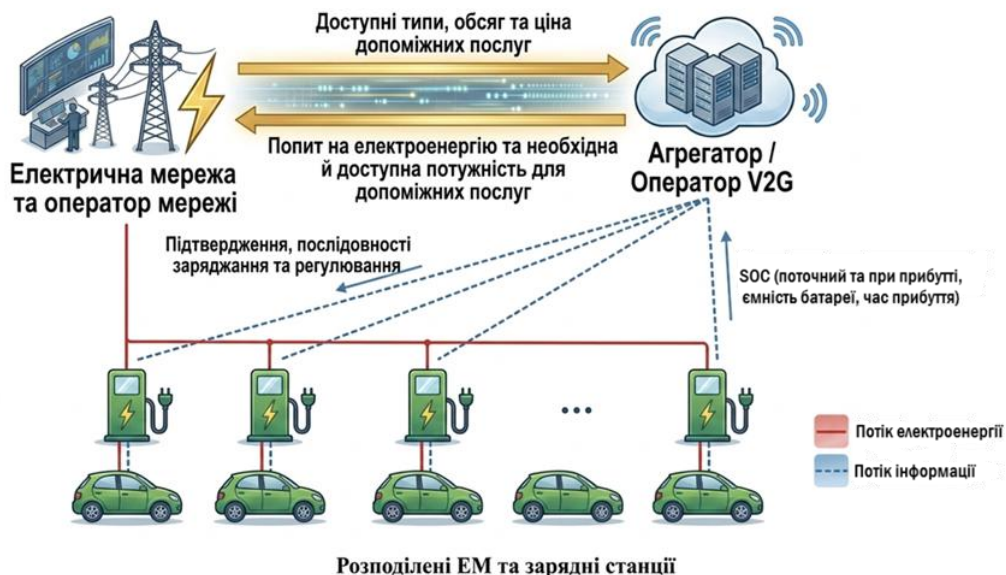 Доступні типи, обсяг та ціна
допоміжних послуг
Попит на електроенергію та необхідна
й доступна потужність для
допоміжних послуг
Електрична мережа
та оператор мережі
Агрегатор /
Оператор V2G
Підтвердження, послідовності
заряджання та регулювання
SOC (поточний та при прибутті,
ємність батареї, час прибуття)
...
Потік електроенергії
Потік інформації
Розподілені ЕМ та зарядні станції